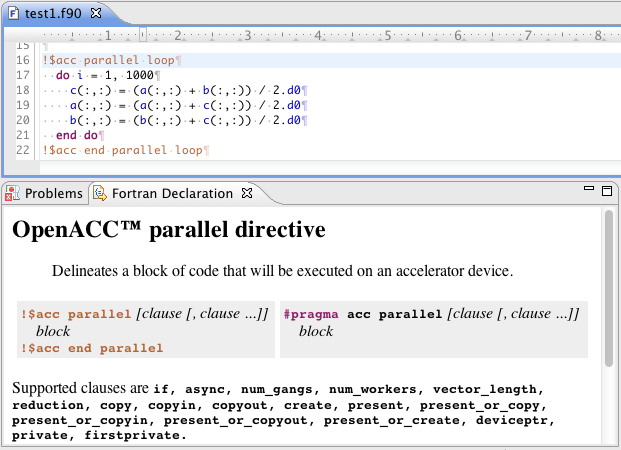 test1.f90
1 2 3 4 5 6 7 8
15 ¶
16 !$acc·parallel·loop¶
17 ··do·i·=·1,·1000¶
18 ····c(:,:)·=·(a(:,:)·+·b(:,:))·/·2.d0¶
19 ····a(:,:)·=·(a(:,:)·+·c(:,:))·/·2.d0¶
20 ····b(:,:)·=·(b(:,:)·+·c(:,:))·/·2.d0¶
21 ··end·do¶
22 !$acc·end·parallel·loop¶
Problems Fortran Declaration
OpenACC™ parallel directive
Delineates a block of code that will be executed on an accelerator device.
!$acc parallel [clause [, clause ...]] #pragma acc parallel [clause [, clause ...]]
block block
!$acc end parallel
Supported clauses are if, async, num_gangs, num_workers, vector_length,
reduction, copy, copyin, copyout, create, present, present_or_copy,
present_or_copyin, present_or_copyout, present_or_create, deviceptr,
private, firstprivate.